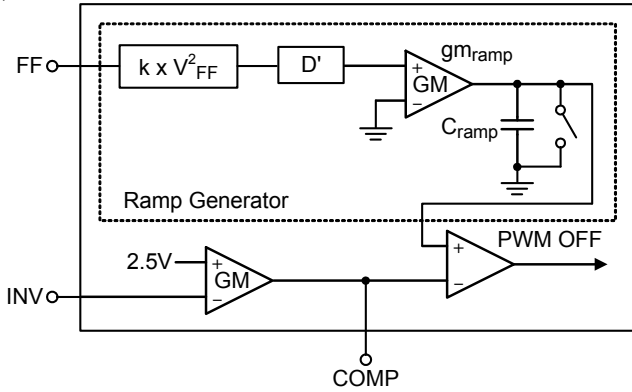 FF
k x V²FF
D'
gmramp
+
GM
−
Cramp
Ramp Generator
2.5V
+
GM
−
INV
+
−
PWM OFF
COMP